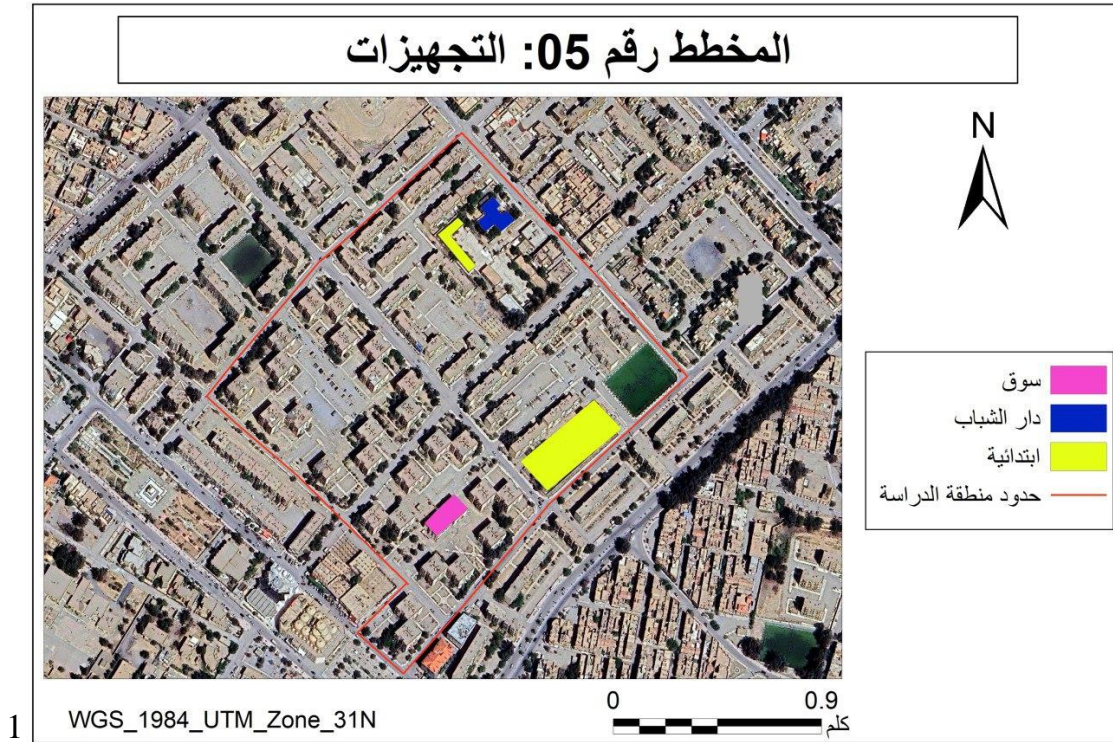 المخطط رقم 05: التجهيزات
N
سوق
دار الشباب
ابتدائية
حدود منطقة الدراسة
0 0.9
كلم
1 WGS_1984_UTM_Zone_31N